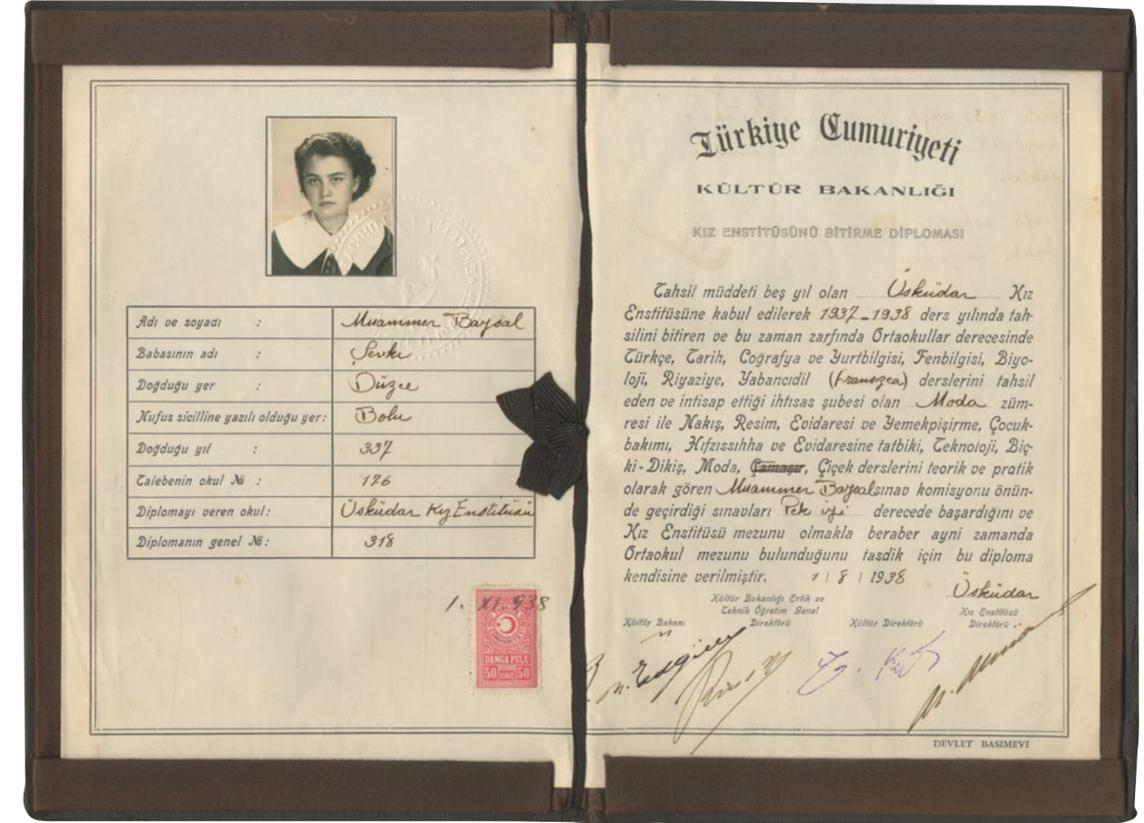 Adı ve soyadı : Muammer Baysal
Babasının adı : Şevki
Doğduğu yer : Düzce
Nufus sicilline yazılı olduğu yer: Bolu
Doğduğu yıl : 337
Talebenin okul № : 126
Diplomayı veren okul: Üsküdar Kız Enstitüsü
Diplomanın genel №: 318
1. XI. 938
DAMGA PULU
50 50
Türkiye Cumuriyeti
KÜLTÜR BAKANLIĞI
KIZ ENSTİTÜSÜNÜ BİTİRME DİPLOMASI
Tahsil müddeti beş yıl olan Üsküdar Kız
Enstitüsüne kabul edilerek 1937-1938 ders yılında tah-
silini bitiren ve bu zaman zarfında Ortaokullar derecesinde
Türkçe, Tarih, Coğrafya ve Yurtbilgisi, Fenbilgisi, Biyo-
loji, Riyaziye, Yabancıdil (Fransızca) derslerini tahsil
eden ve intisap ettiği ihtisas şubesi olan Moda züm-
resi ile Nakış, Resim, Evidaresi ve Yemekpişirme, Çocuk-
bakımı, Hıfzıssıhha ve Evidaresine tatbiki, Teknoloji, Biç-
ki-Dikiş, Moda, Çamaşır, Çiçek derslerini teorik ve pratik
olarak gören Muammer Baysal sınav komisyonu önün-
de geçirdiği sınavları Pek iyi derecede başardığını ve
Kız Enstitüsü mezunu olmakla beraber ayni zamanda
Ortaokul mezunu bulunduğunu tasdik için bu diploma
kendisine verilmiştir. 1 / 8 / 1938
Üsküdar
Kültür Bakanı
Kültür Bakanlığı Ertik ve
Teknik Öğretim Genel
Direktörü
Kültür Direktörü
Kız Enstitüsü
Direktörü
DEVLET BASIMEVİ